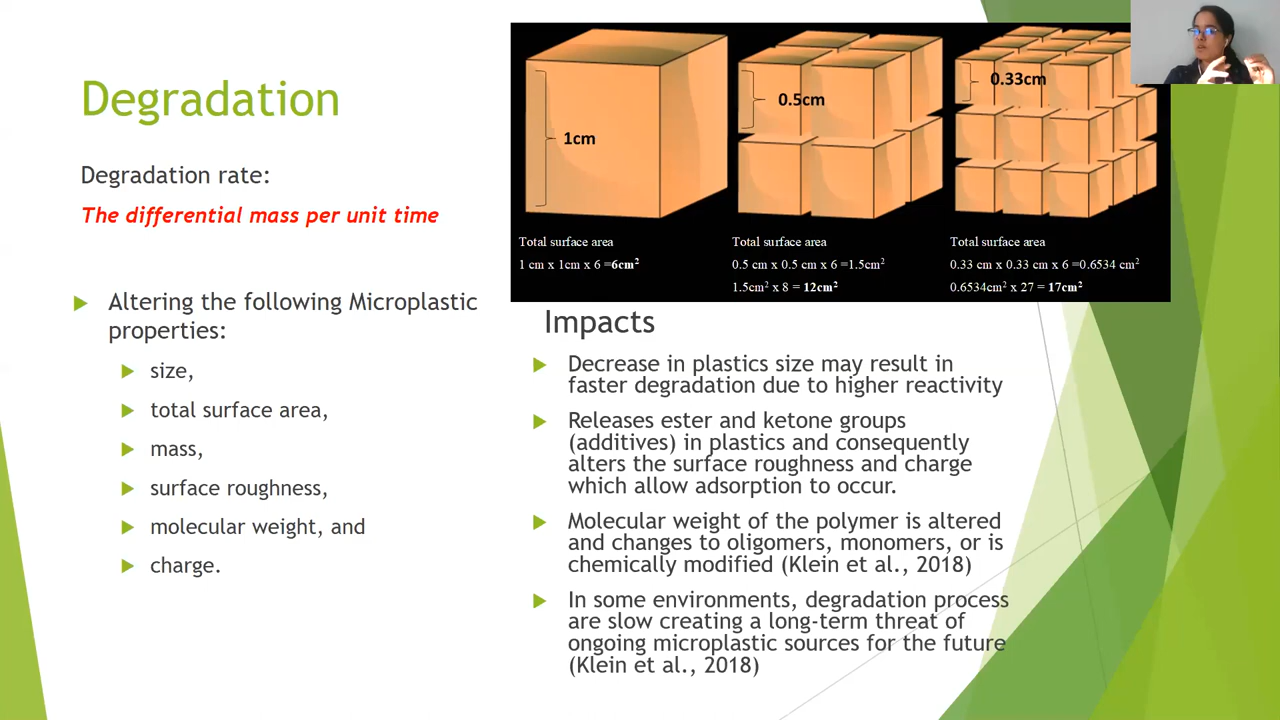 Degradation
Degradation rate:
The differential mass per unit time
Altering the following Microplastic
properties:
size,
total surface area,
mass,
surface roughness,
molecular weight, and
charge.
1cm
0.5cm
0.33cm
Total surface area
1 cm x 1cm x 6 =6cm²
Total surface area
0.5 cm x 0.5 cm x 6 =1.5cm²
1.5cm² x 8 = 12cm²
Total surface area
0.33 cm x 0.33 cm x 6 =0.6534 cm²
0.6534cm² x 27 = 17cm²
Impacts
Decrease in plastics size may result in
faster degradation due to higher reactivity
Releases ester and ketone groups
(additives) in plastics and consequently
alters the surface roughness and charge
which allow adsorption to occur.
Molecular weight of the polymer is altered
and changes to oligomers, monomers, or is
chemically modified (Klein et al., 2018)
In some environments, degradation process
are slow creating a long-term threat of
ongoing microplastic sources for the future
(Klein et al., 2018)